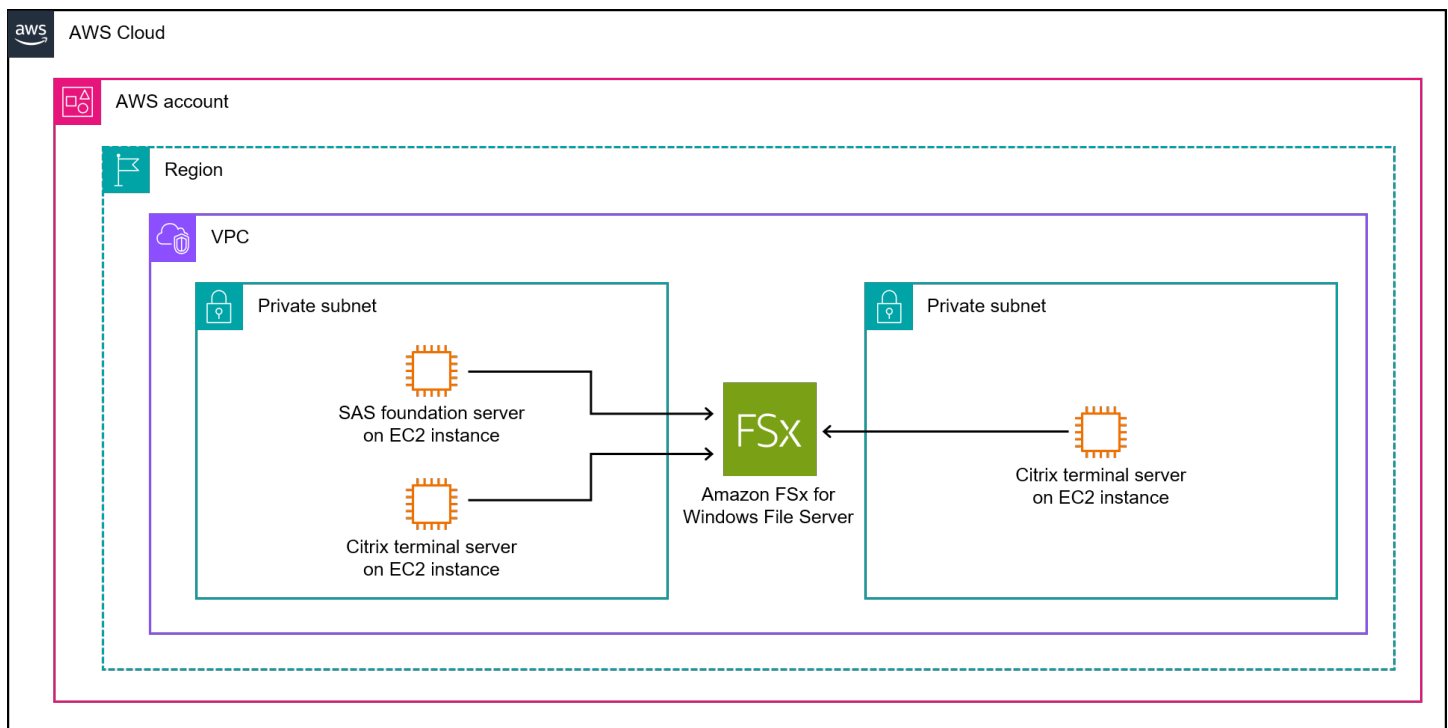 aws
AWS Cloud
AWS account
Region
VPC
Private subnet
SAS foundation server
on EC2 instance
Citrix terminal server
on EC2 instance
FSx
Amazon FSx for
Windows File Server
Private subnet
Citrix terminal server
on EC2 instance